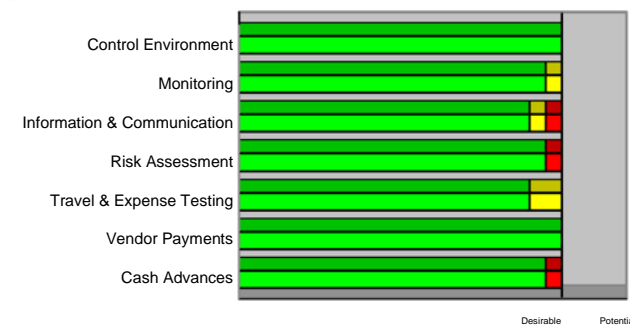 Control Environment
Monitoring
Information & Communication
Risk Assessment
Travel & Expense Testing
Vendor Payments
Cash Advances
Desirable